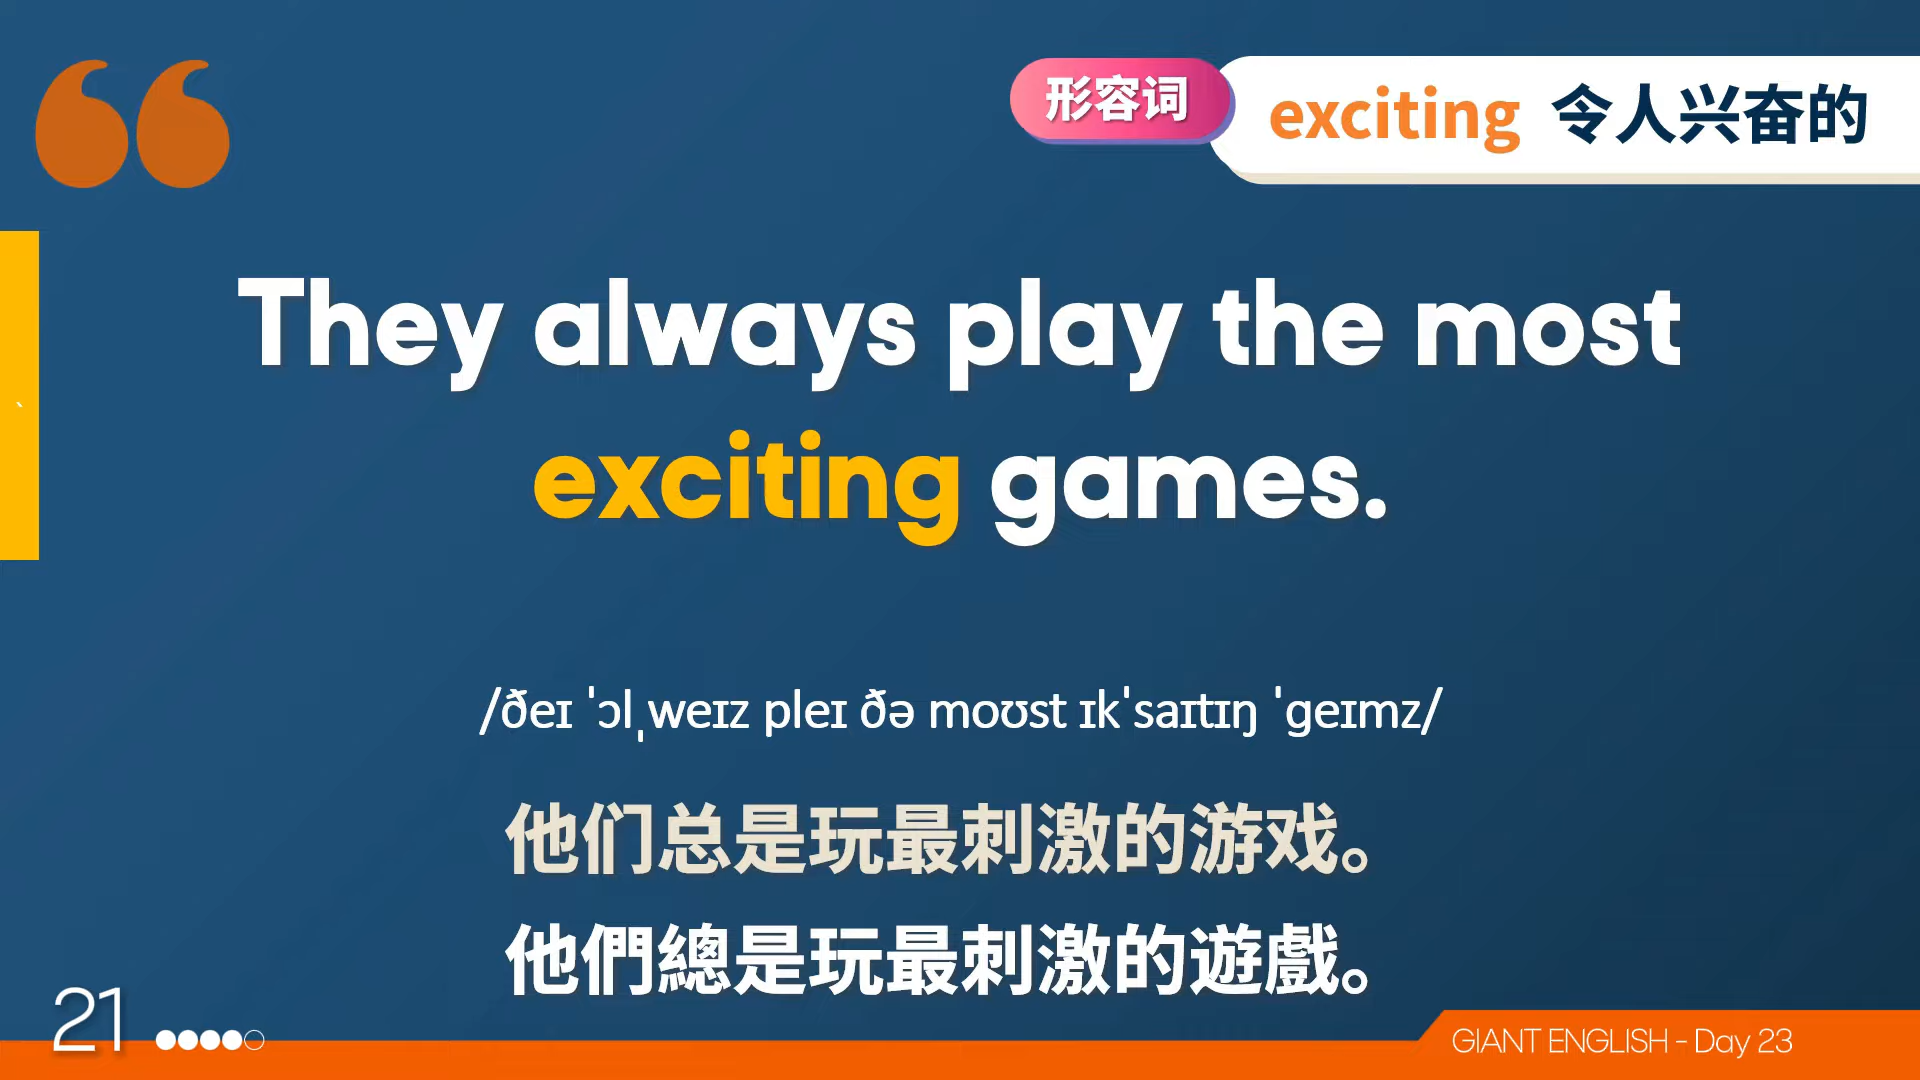 形容词
exciting 令人兴奋的
They always play the most
exciting games.
/ðeɪ ˈɔlˌweɪz pleɪ ðə moʊst ɪkˈsaɪtɪŋ ˈgeɪmz/
他们总是玩最刺激的游戏。
他們總是玩最刺激的遊戲。
21
GIANT ENGLISH - Day 23